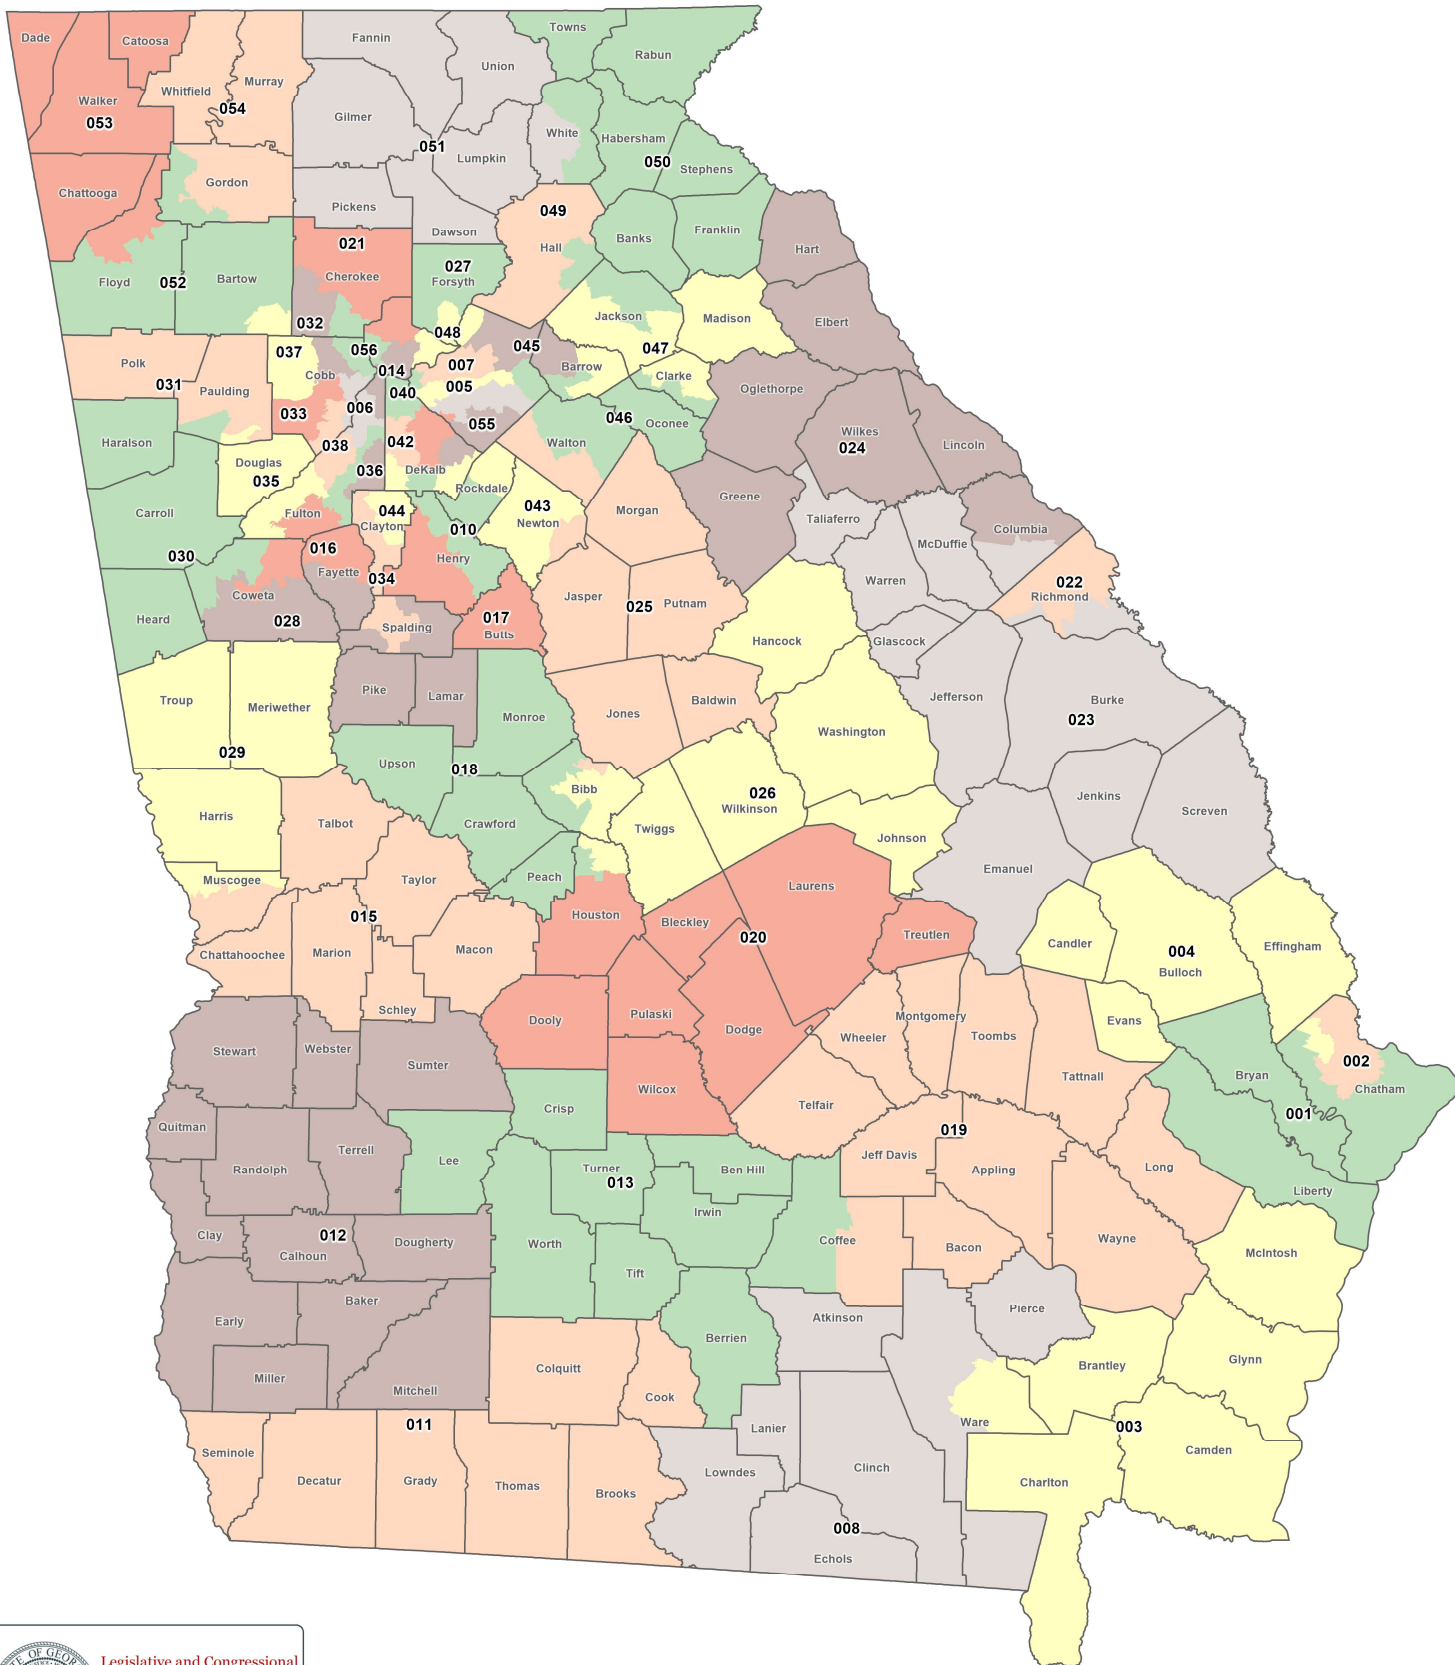 Dade
Catoosa
Fannin
Towns
Rabun
Union
Whitfield
Murray
Walker
053
054
Gilmer
White
Habersham
050
Stephens
051
Lumpkin
Chattooga
Gordon
Pickens
Dawson
049
Hall
Banks
Franklin
Hart
021
Cherokee
027
Forsyth
Floyd
052
Bartow
032
048
Jackson
Madison
Elbert
Polk
031
Paulding
037
Cobb
056
014
007
045
005
Barrow
047
Clarke
Oglethorpe
033
006
040
055
046
Oconee
Wilkes
024
Lincoln
Haralson
038
042
Walton
Douglas
035
036
DeKalb
Rockdale
Greene
Carroll
Fulton
044
Clayton
010
043
Newton
Morgan
Taliaferro
McDuffie
Columbia
030
016
Fayette
034
Henry
Warren
022
Richmond
Heard
Coweta
028
Spalding
017
Butts
Jasper
025
Putnam
Hancock
Glascock
Troup
Meriwether
Pike
Lamar
Monroe
Jones
Baldwin
Washington
Jefferson
Burke
023
029
Upson
018
Bibb
026
Wilkinson
Jenkins
Screven
Harris
Talbot
Crawford
Twiggs
Johnson
Muscogee
Taylor
Peach
Laurens
Emanuel
015
Houston
Bleckley
020
Treutlen
Candler
004
Bulloch
Effingham
Chattahoochee
Marion
Macon
Schley
Dooly
Pulaski
Dodge
Wheeler
Montgomery
Toombs
Evans
Stewart
Webster
Sumter
Wilcox
Tattnall
Bryan
002
Chatham
Quitman
Crisp
Telfair
001
Randolph
Terrell
Lee
Turner
013
Ben Hill
Jeff Davis
019
Appling
Long
Liberty
Clay
012
Calhoun
Dougherty
Worth
Irwin
Coffee
Bacon
Wayne
McIntosh
Tift
Early
Baker
Atkinson
Pierce
Berrien
Brantley
Glynn
Miller
Mitchell
Colquitt
Cook
011
Lanier
Ware
003
Seminole
Decatur
Grady
Thomas
Brooks
Lowndes
Clinch
Charlton
Camden
008
Echols
Legislative and Congressional